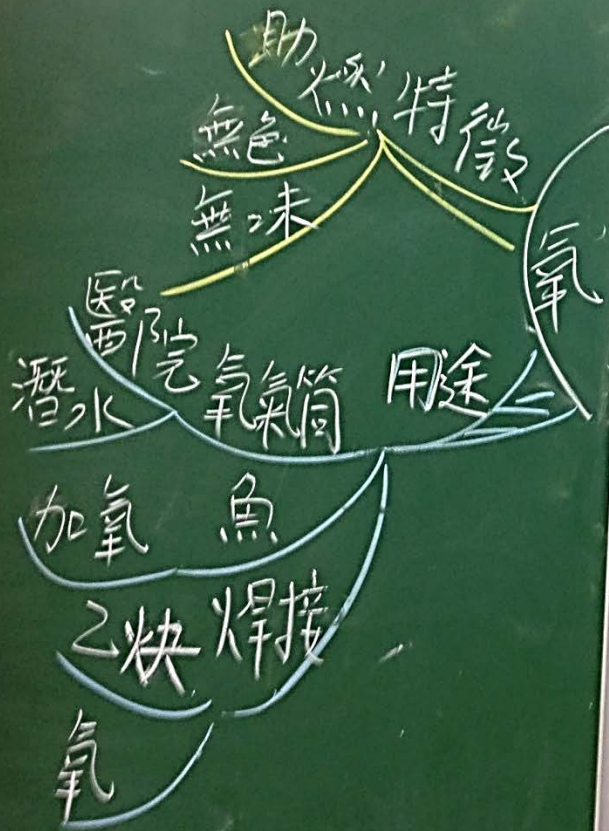 氧
特徵
助燃
無色
無味
用途
氧氣筒
醫院
潛水
魚
加氧
焊接
乙炔
氧